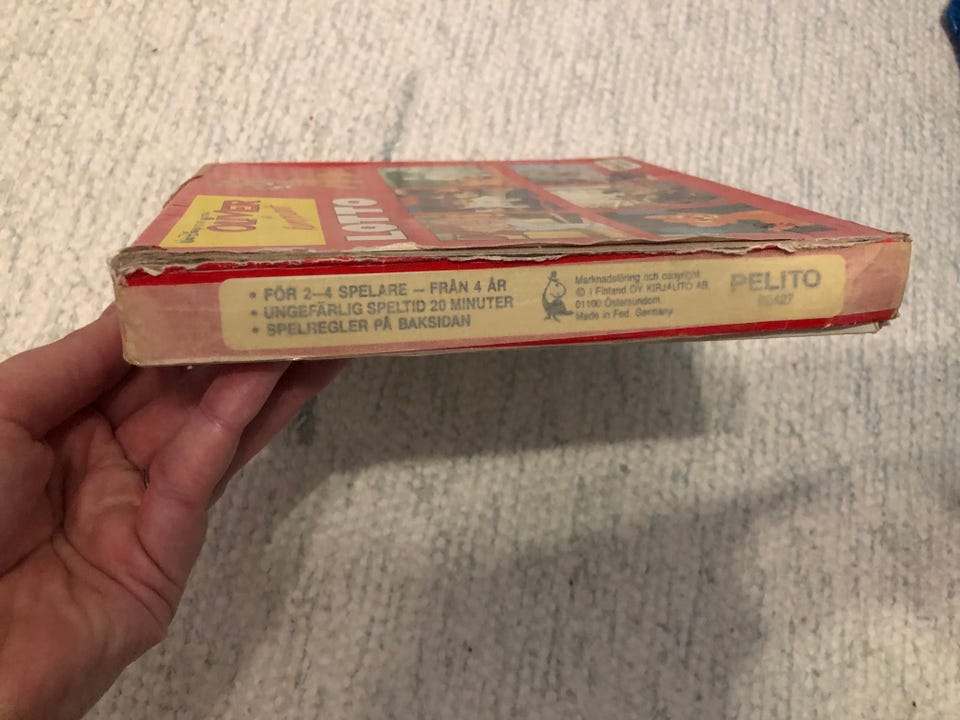 OLIVER
LOTTO
• FÖR 2–4 SPELARE – FRÅN 4 ÅR
• UNGEFÄRLIG SPELTID 20 MINUTER
• SPELREGLER PÅ BAKSIDAN
Marknadsföring och copyright
© i Finland OY KIRJALITO AB
01190 Östersundom
Made in Fed. Germany
PELITO